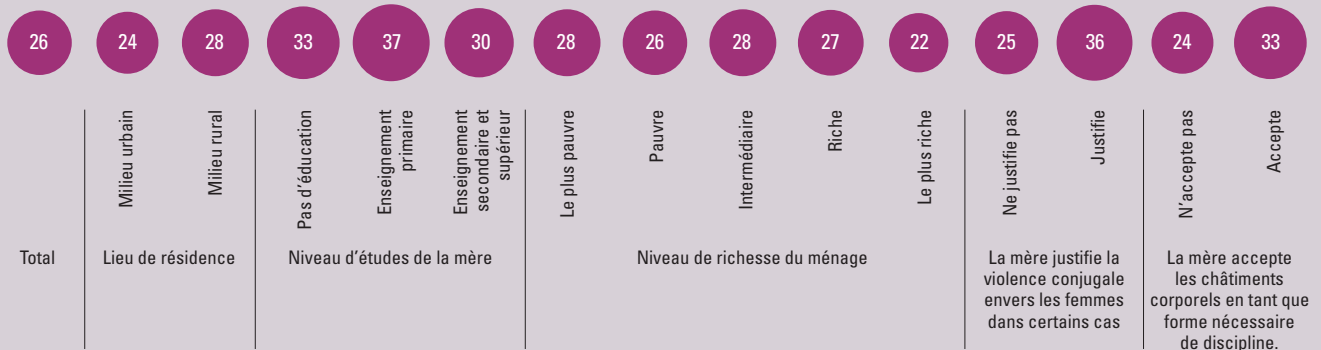 26 24 28 33 37 30 28 26 28 27 22 25 36 24 33
Milieu urbain
Milieu rural
Pas d'éducation
Enseignement
primaire
Enseignement
secondaire et
supérieur
Le plus pauvre
Pauvre
Intermédiaire
Riche
Le plus riche
Ne justifie pas
Justifie
N'accepte pas
Accepte
Total
Lieu de résidence
Niveau d'études de la mère
Niveau de richesse du ménage
La mère justifie la
violence conjugale
envers les femmes
dans certains cas
La mère accepte
les châtiments
corporels en tant que
forme nécessaire
de discipline.